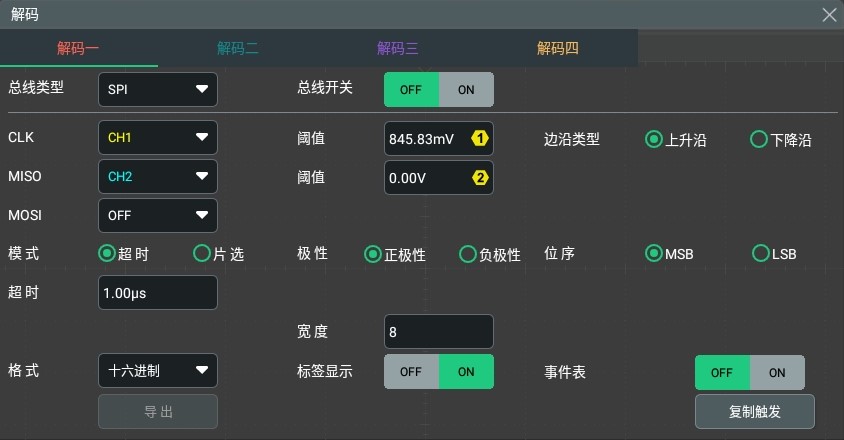 解码
解码一 解码二 解码三 解码四
总线类型 SPI 总线开关 OFF ON
CLK CH1 阈值 845.83mV 1 边沿类型 上升沿 下降沿
MISO CH2 阈值 0.00V 2
MOSI OFF
模式 超时 片选 极性 正极性 负极性 位序 MSB LSB
超时 1.00μs
宽度 8
格式 十六进制 标签显示 OFF ON 事件表 OFF ON
导出 复制触发